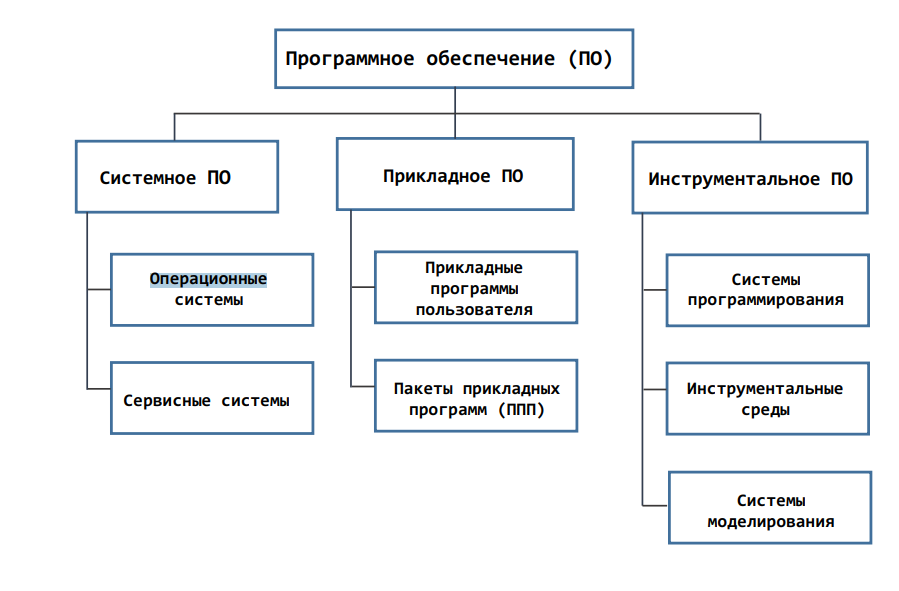 Программное обеспечение (ПО)
Системное ПО
Прикладное ПО
Инструментальное ПО
Операционные
системы
Сервисные системы
Прикладные
программы
пользователя
Пакеты прикладных
программ (ППП)
Системы
программирования
Инструментальные
среды
Системы
моделирования